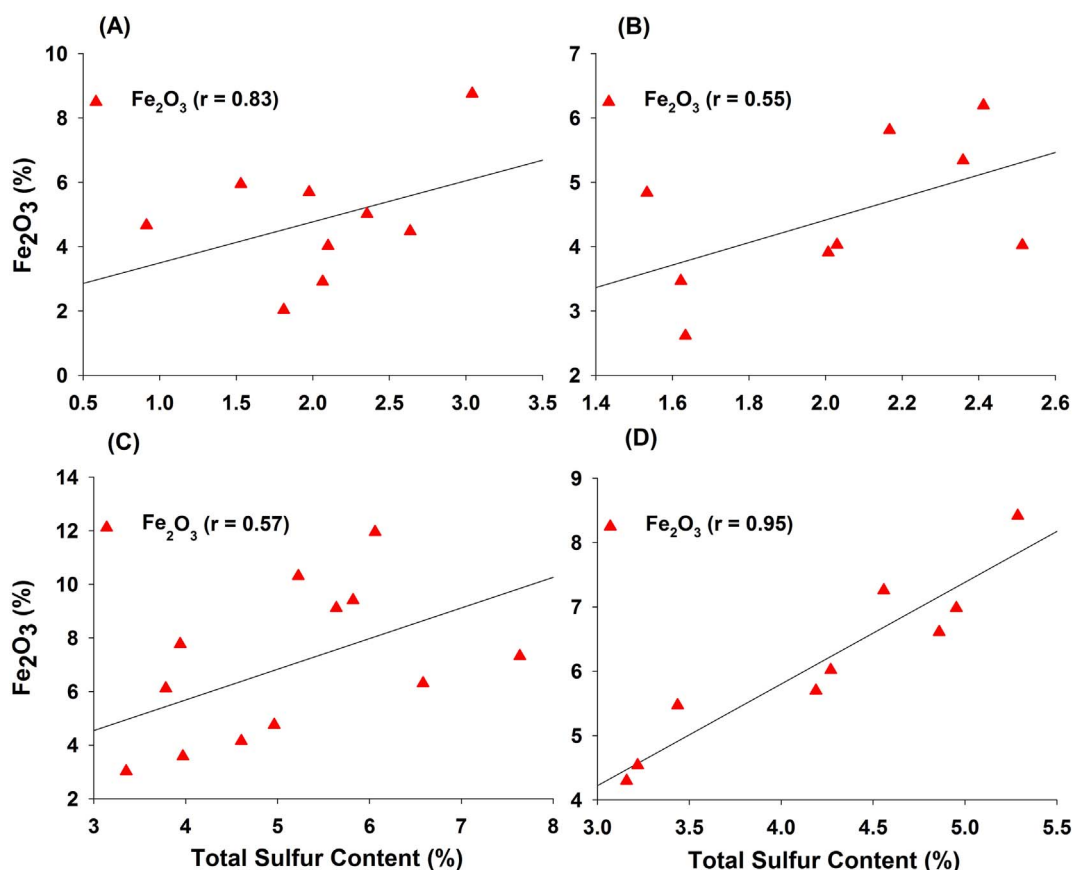 (A)
Fe₂O₃ (r = 0.83)
Fe₂O₃ (%)
10
8
6
4
2
0
0.5 1.0 1.5 2.0 2.5 3.0 3.5
(B)
Fe₂O₃ (r = 0.55)
7
6
5
4
3
2
1.4 1.6 1.8 2.0 2.2 2.4 2.6
(C)
Fe₂O₃ (r = 0.57)
Fe₂O₃ (%)
14
12
10
8
6
4
2
3 4 5 6 7 8
Total Sulfur Content (%)
(D)
Fe₂O₃ (r = 0.95)
9
8
7
6
5
4
3.0 3.5 4.0 4.5 5.0 5.5
Total Sulfur Content (%)